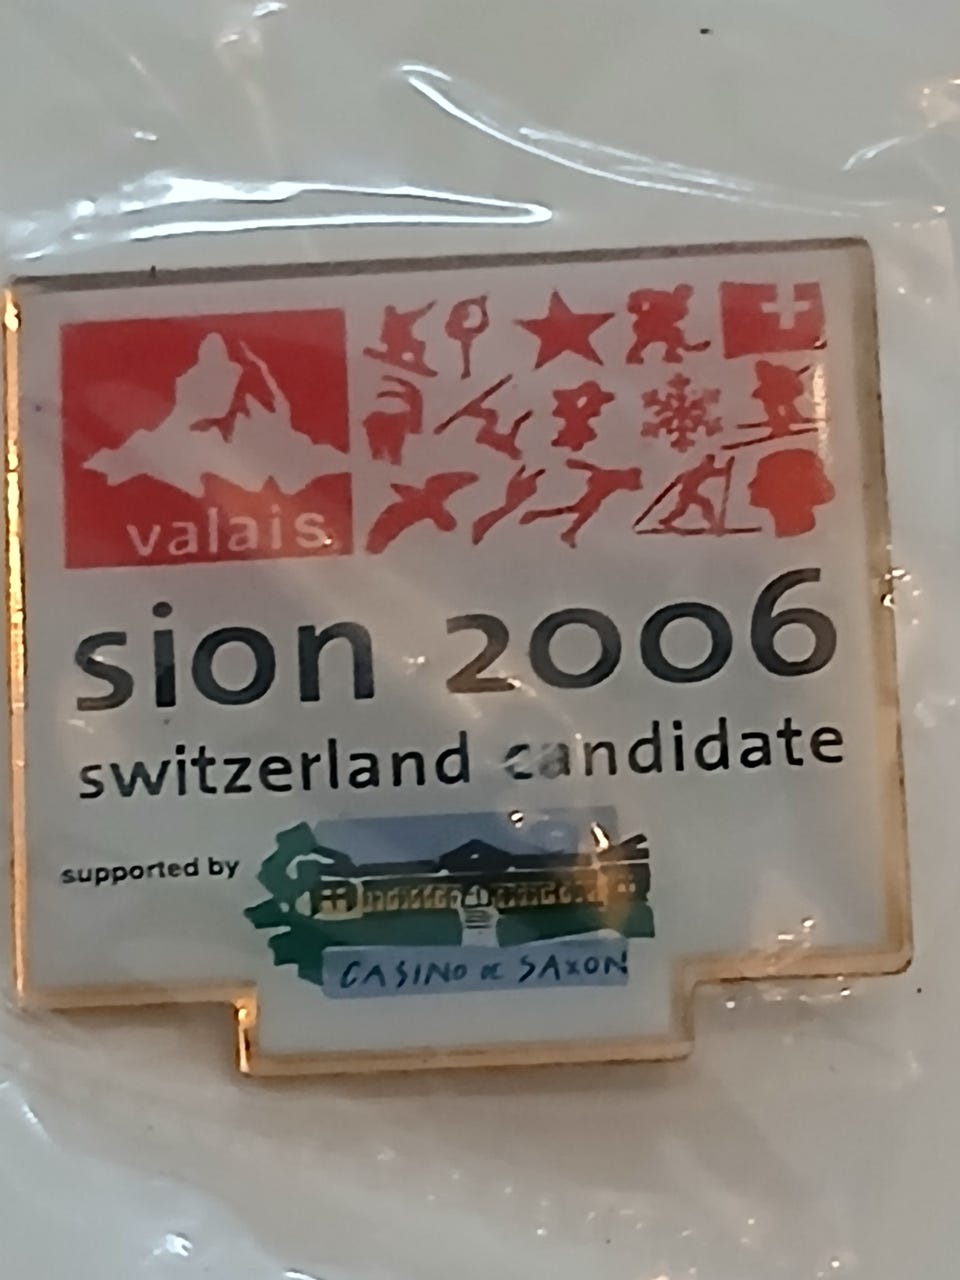 valais
sion 2006
switzerland candidate
supported by
CASINO DE SAXON